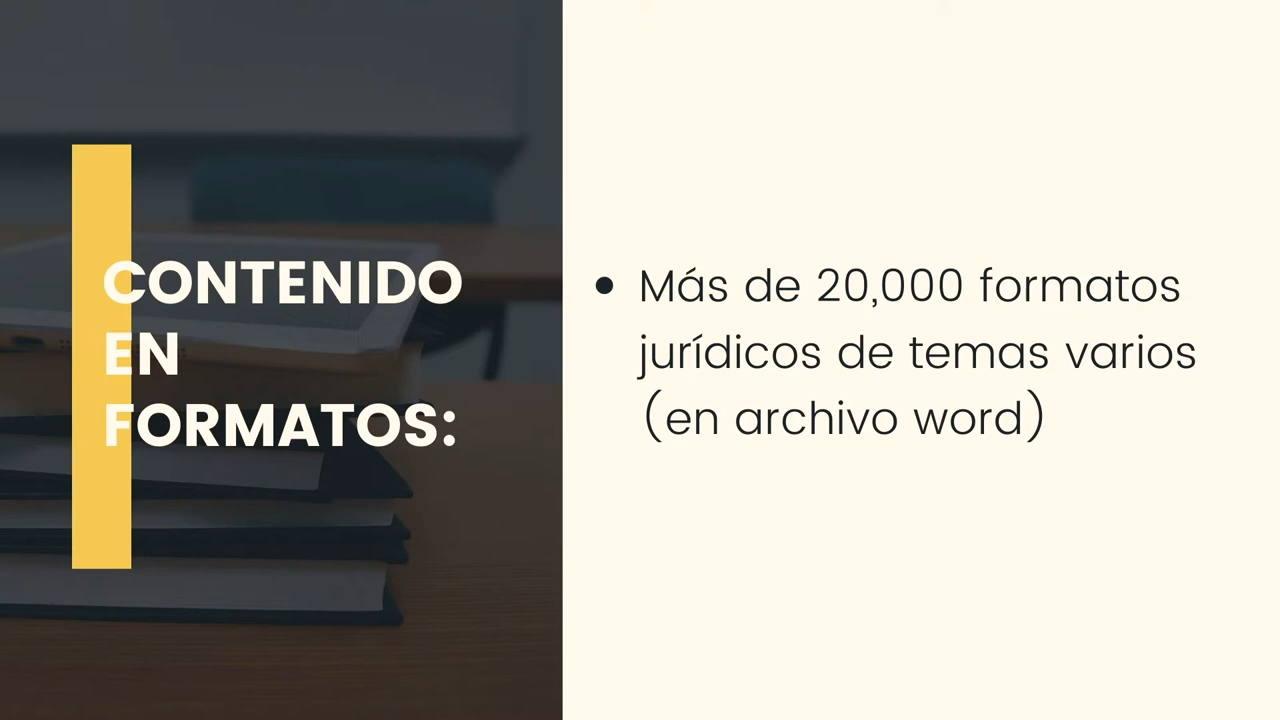 CONTENIDO
EN
FORMATOS:
• Más de 20,000 formatos
jurídicos de temas varios
(en archivo word)